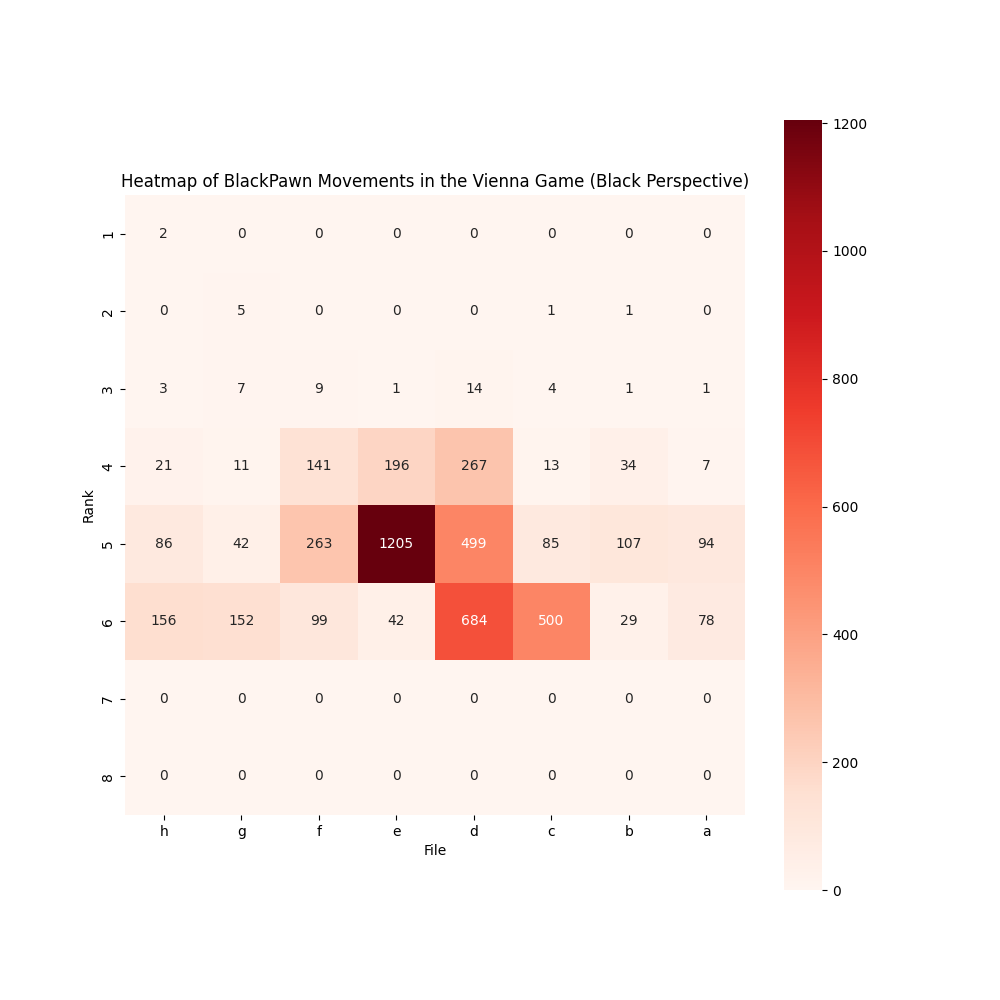 Heatmap of BlackPawn Movements in the Vienna Game (Black Perspective)
1 2 0 0 0 0 0 0 0
2 0 5 0 0 0 1 1 0
3 3 7 9 1 14 4 1 1
4 21 11 141 196 267 13 34 7
5 86 42 263 1205 499 85 107 94
6 156 152 99 42 684 500 29 78
7 0 0 0 0 0 0 0 0
8 0 0 0 0 0 0 0 0
h g f e d c b a
File
Rank
1200
1000
800
600
400
200
0